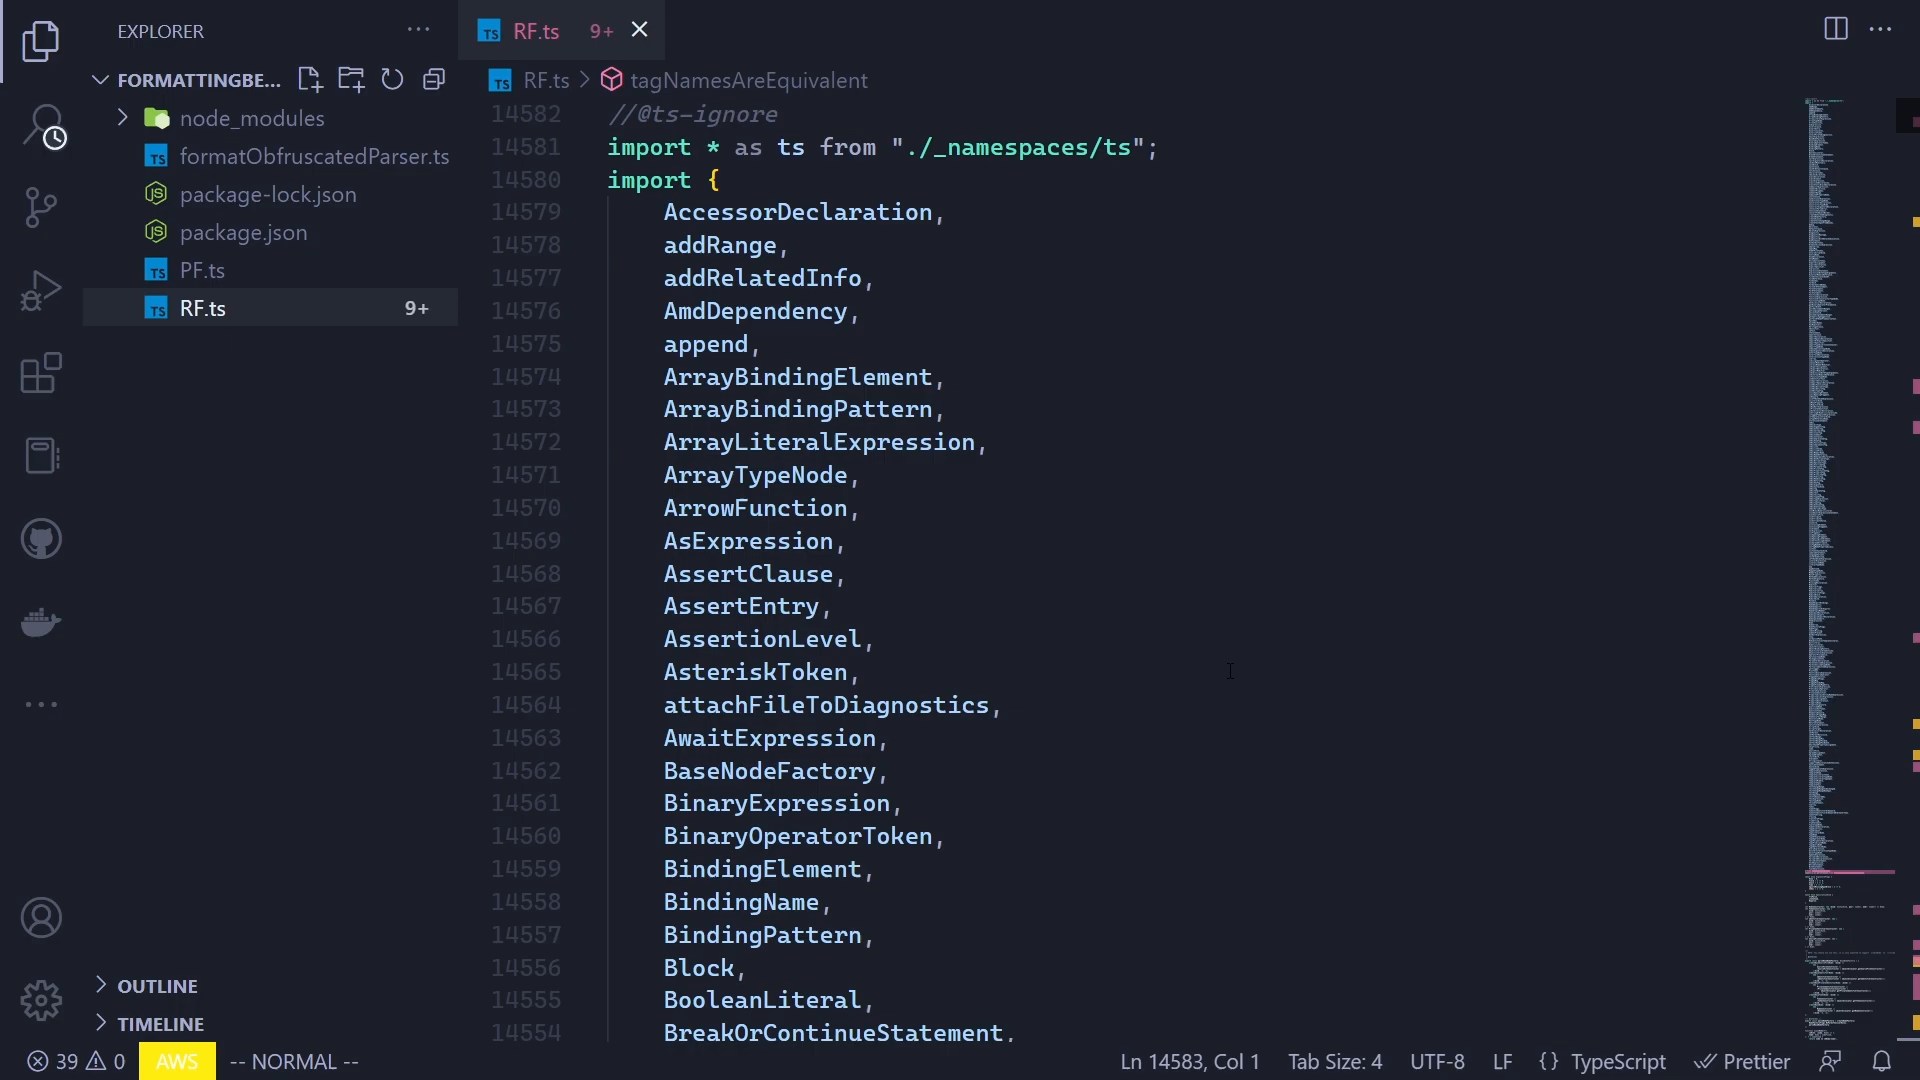 EXPLORER
FORMATTINGBE...
node_modules
formatObfruscatedParser.ts
package-lock.json
package.json
PF.ts
RF.ts 9+
OUTLINE
TIMELINE
RF.ts 9+
RF.ts > tagNamesAreEquivalent
14582 //@ts-ignore
14581 import * as ts from "./_namespaces/ts";
14580 import {
14579 AccessorDeclaration,
14578 addRange,
14577 addRelatedInfo,
14576 AmdDependency,
14575 append,
14574 ArrayBindingElement,
14573 ArrayBindingPattern,
14572 ArrayLiteralExpression,
14571 ArrayTypeNode,
14570 ArrowFunction,
14569 AsExpression,
14568 AssertClause,
14567 AssertEntry,
14566 AssertionLevel,
14565 AsteriskToken,
14564 attachFileToDiagnostics,
14563 AwaitExpression,
14562 BaseNodeFactory,
14561 BinaryExpression,
14560 BinaryOperatorToken,
14559 BindingElement,
14558 BindingName,
14557 BindingPattern,
14556 Block,
14555 BooleanLiteral,
14554 BreakOrContinueStatement,
39 0 AWS -- NORMAL -- Ln 14583, Col 1 Tab Size: 4 UTF-8 LF {} TypeScript Prettier